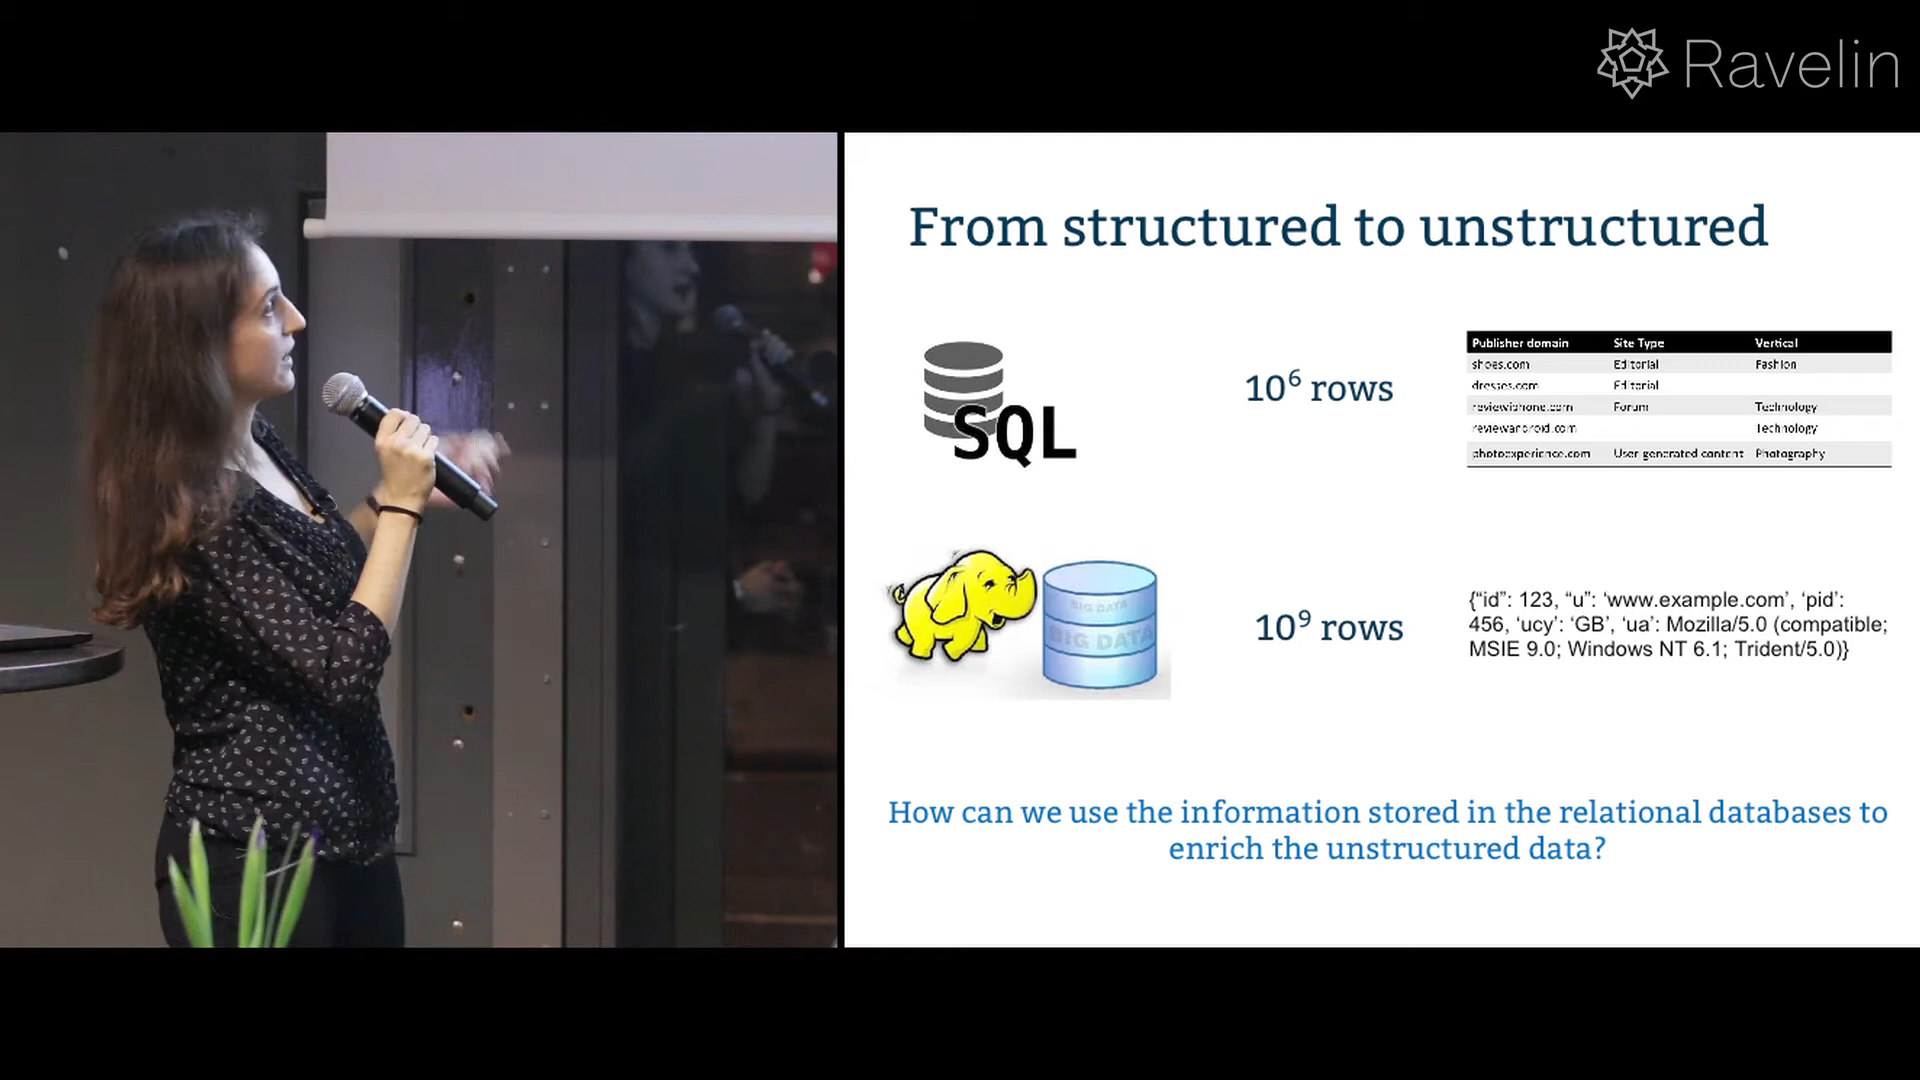 Ravelin
From structured to unstructured
SQL
10⁶ rows
Publisher domain Site Type Vertical
shoes.com Editorial Fashion
dresses.com Editorial
reviewiphone.com Forum Technology
reviewandroid.com Technology
photoexperience.com User generated content Photography
BIG DATA
BIG DATA
10⁹ rows
{“id”: 123, “u”: ‘www.example.com’, ‘pid’:
456, ‘ucy’: ‘GB’, ‘ua’: Mozilla/5.0 (compatible;
MSIE 9.0; Windows NT 6.1; Trident/5.0)}
How can we use the information stored in the relational databases to
enrich the unstructured data?